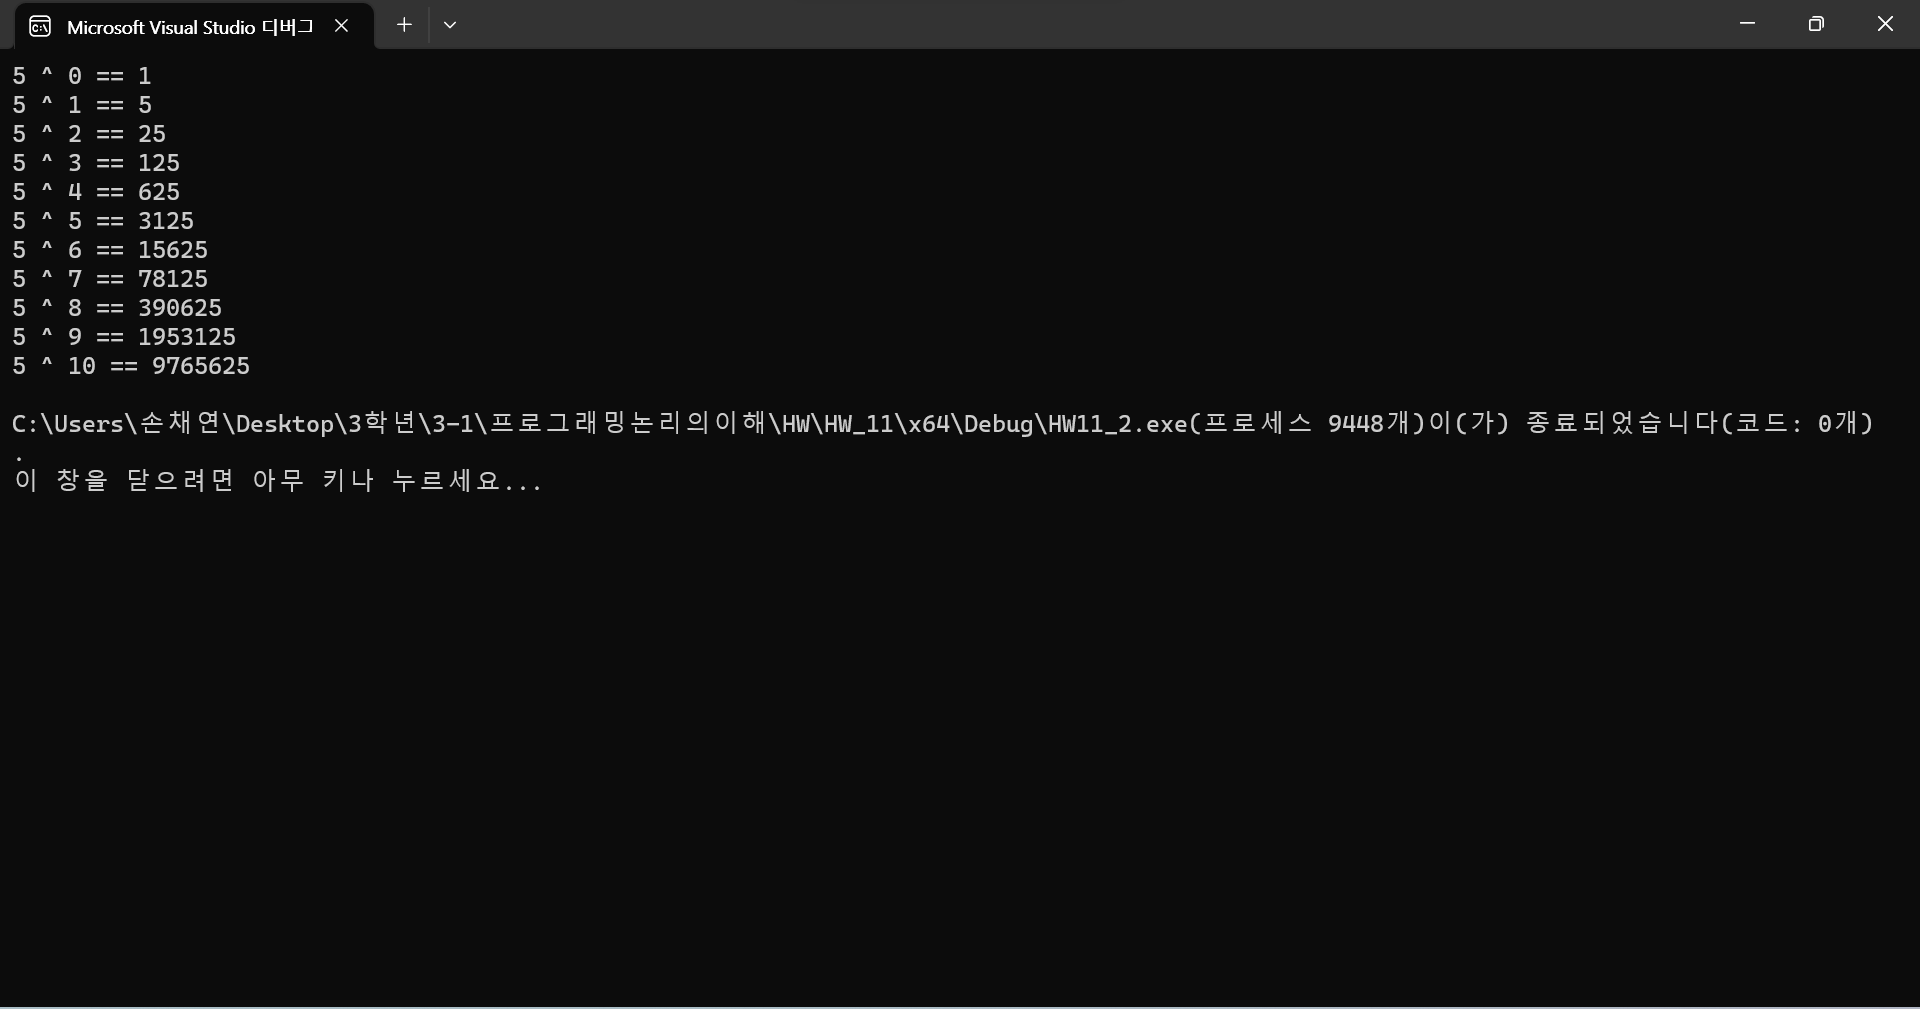 Microsoft Visual Studio 디버그
5 ^ 0 == 1
5 ^ 1 == 5
5 ^ 2 == 25
5 ^ 3 == 125
5 ^ 4 == 625
5 ^ 5 == 3125
5 ^ 6 == 15625
5 ^ 7 == 78125
5 ^ 8 == 390625
5 ^ 9 == 1953125
5 ^ 10 == 9765625
C:\Users\손채연\Desktop\3학년\3-1\프로그래밍논리의이해\HW\HW_11\x64\Debug\HW11_2.exe(프로세스 9448개)이(가) 종료되었습니다(코드: 0개)
.
이 창을 닫으려면 아무 키나 누르세요...